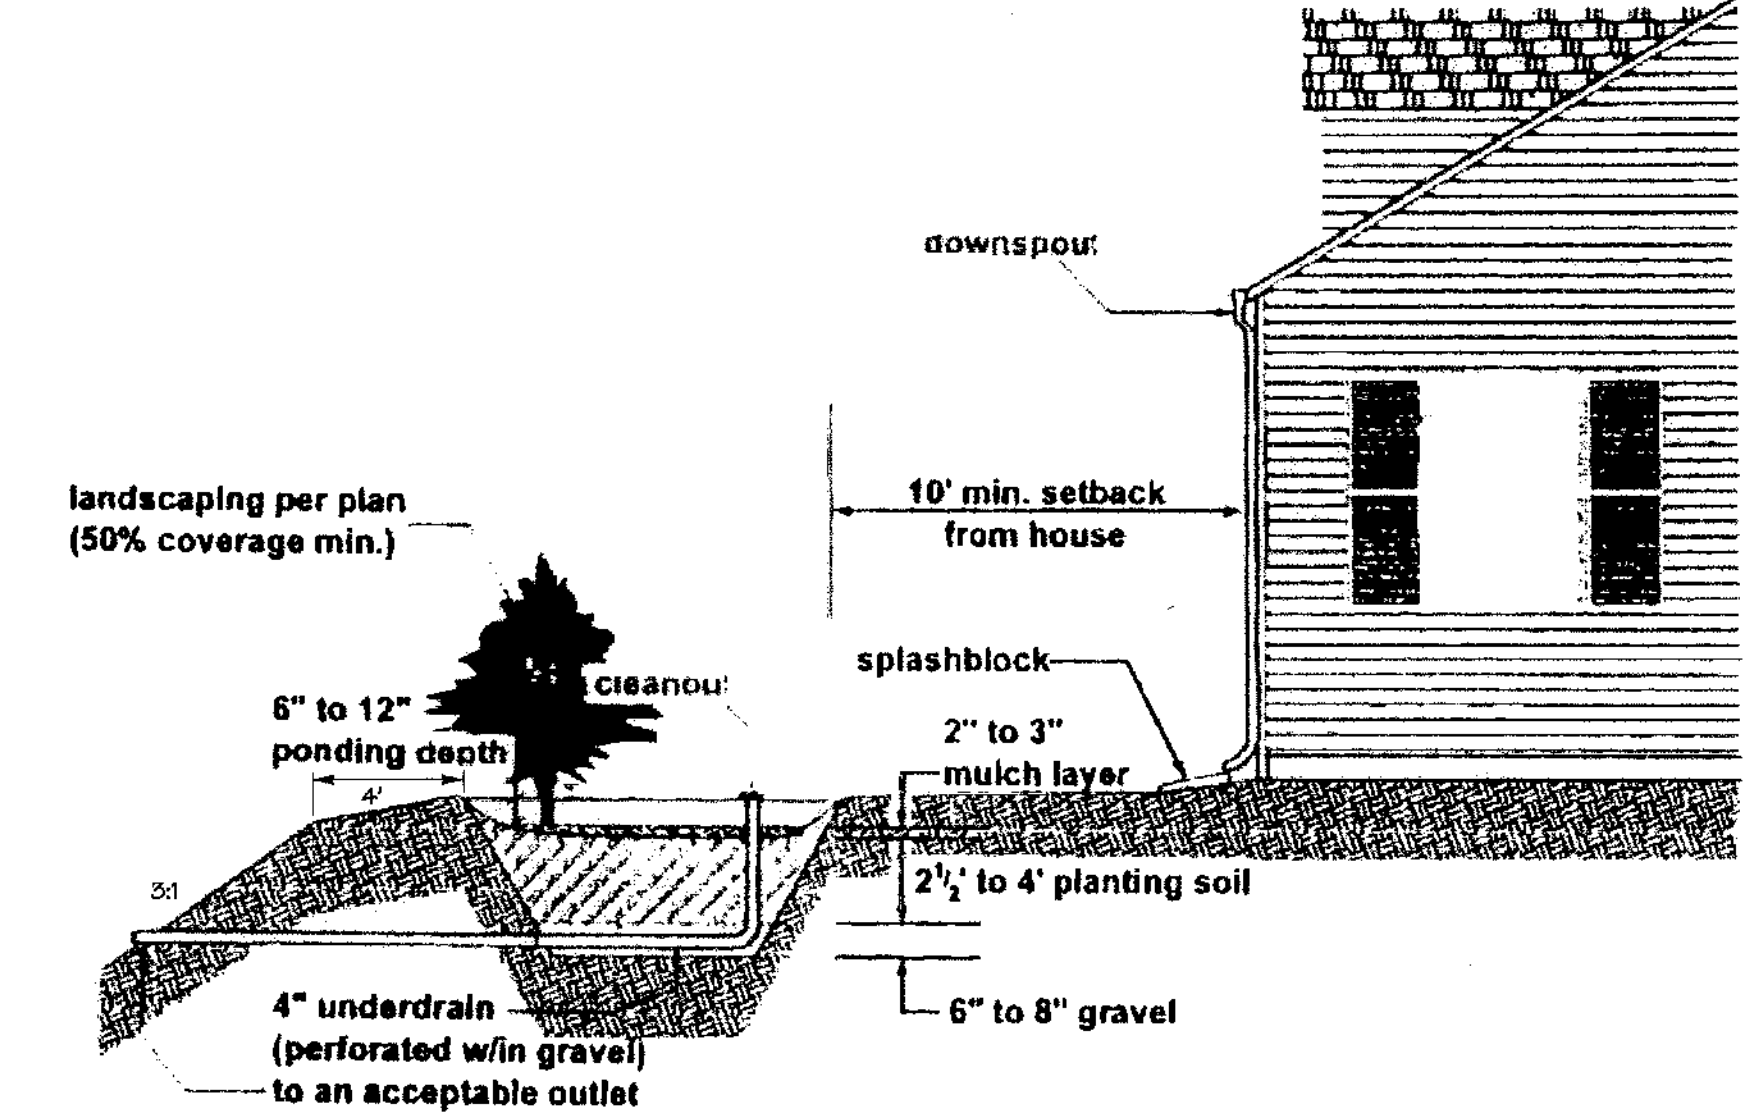 downspout
10' min. setback
from house
landscaping per plan
(50% coverage min.)
cleanout
6" to 12"
ponding depth
4'
splashblock
2" to 3"
mulch layer
3:1
2 1/2' to 4' planting soil
4" underdrain
(perforated w/in gravel)
to an acceptable outlet
6" to 8" gravel